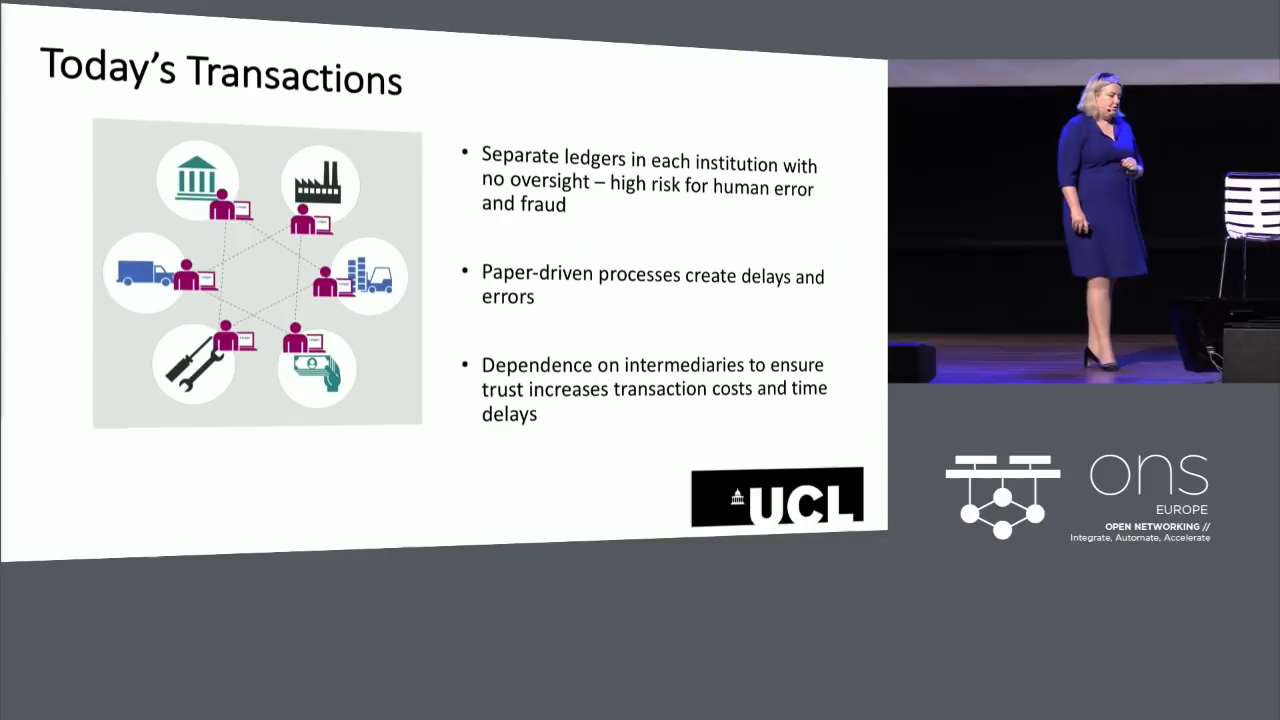 Today's Transactions
• Separate ledgers in each institution with
no oversight – high risk for human error
and fraud
• Paper-driven processes create delays and
errors
• Dependence on intermediaries to ensure
trust increases transaction costs and time
delays
UCL
ons
EUROPE
OPEN NETWORKING //
Integrate, Automate, Accelerate